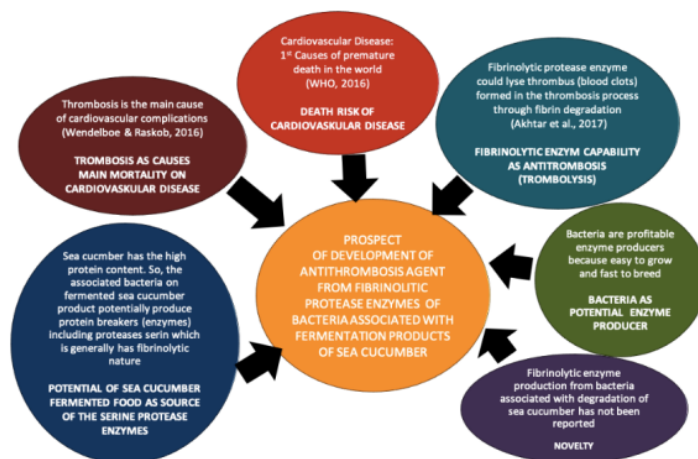 Cardiovascular Disease:
1st Causes of premature
death in the world
(WHO, 2016)
DEATH RISK OF
CARDIOVASKULAR DISEASE
Thrombosis is the main cause
of cardiovascular complications
(Wendelboe & Raskob, 2016)
TROMBOSIS AS CAUSES
MAIN MORTALITY ON
CARDIOVASKULAR DISEASE
Fibrinolytic protease enzyme
could lyse thrombus (blood clots)
formed in the thrombosis process
through fibrin degradation
(Akhtar et al., 2017)
FIBRINOLYTIC ENZYM CAPABILITY
AS ANTITROMBOSIS
(TROMBOLYSIS)
Sea cucmber has the high
protein content. So, the
associated bacteria on
fermented sea cucumber
product potentially produce
protein breakers (enzymes)
including proteases serin which
is generally has fibrinolytic
nature
POTENTIAL OF SEA CUCUMBER
FERMENTED FOOD AS SOURCE
OF THE SERINE PROTEASE
ENZYMES
PROSPECT
OF DEVELOPMENT OF
ANTITHROMBOSIS AGENT
FROM FIBRINOLITIC
PROTEASE ENZYMES OF
BACTERIA ASSOCIATED WITH
FERMENTATION PRODUCTS
OF SEA CUCUMBER
Bacteria are profitable
enzyme producers
because easy to grow
and fast to breed
BACTERIA AS
POTENTIAL ENZYME
PRODUCER
Fibrinolytic enzyme
production from bacteria
associated with degradation of
sea cucumber has not been
reported
NOVELTY